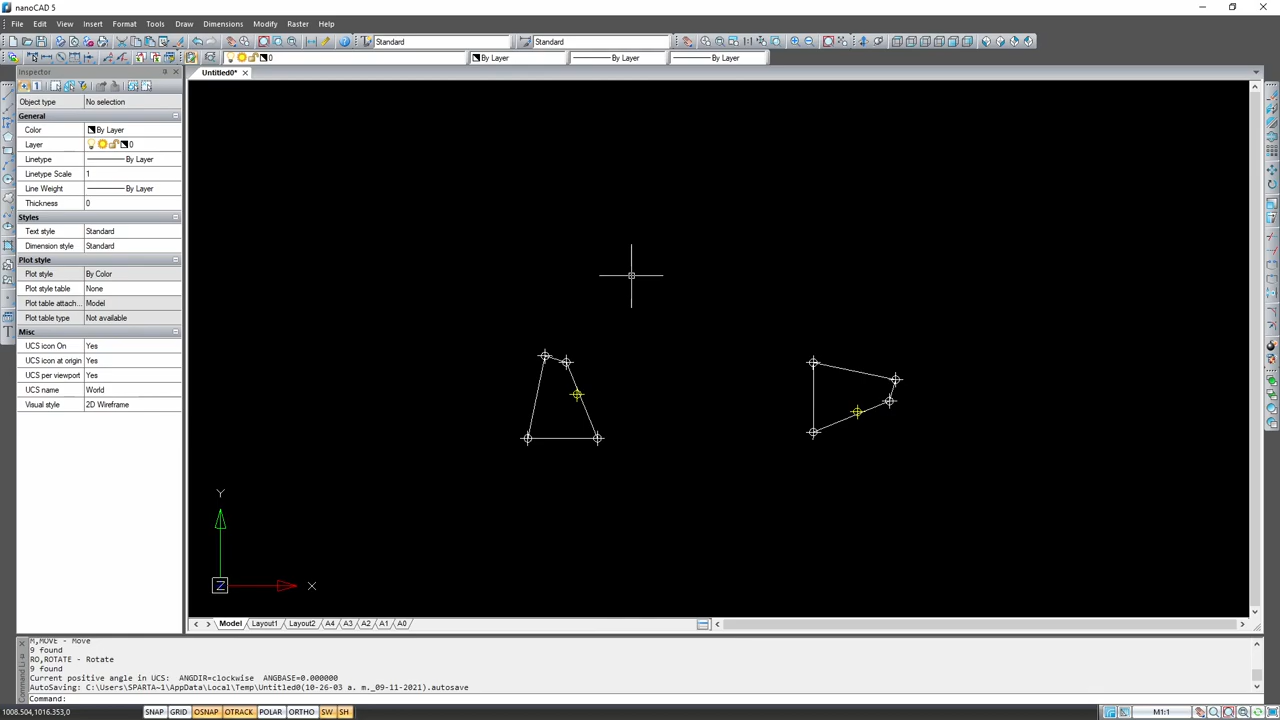 nanoCAD 5
File Edit View Insert Format Tools Draw Dimensions Modify Raster Help
Standard Standard
0 By Layer By Layer By Layer
Inspector
Untitled0*
Object type No selection
General
Color By Layer
Layer 0
Linetype By Layer
Linetype Scale 1
Line Weight By Layer
Thickness 0
Styles
Text style Standard
Dimension style Standard
Plot style
Plot style By Color
Plot style table None
Plot table attach... Model
Plot table type Not available
Misc
UCS icon On Yes
UCS icon at origin Yes
UCS per viewport Yes
UCS name World
Visual style 2D Wireframe
Y
Z X
Model Layout1 Layout2 A4 A3 A2 A1 A0
M,MOVE - Move
9 found
RO,ROTATE - Rotate
9 found
Current positive angle in UCS: ANGDIR=clockwise ANGBASE=0.000000
AutoSaving: C:\Users\SPARTA~1\AppData\Local\Temp\Untitled0(10-26-03 a. m._09-11-2021).autosave
Command:
1008.504,1016.353,0 SNAP GRID OSNAP OTRACK POLAR ORTHO SW SH M1:1